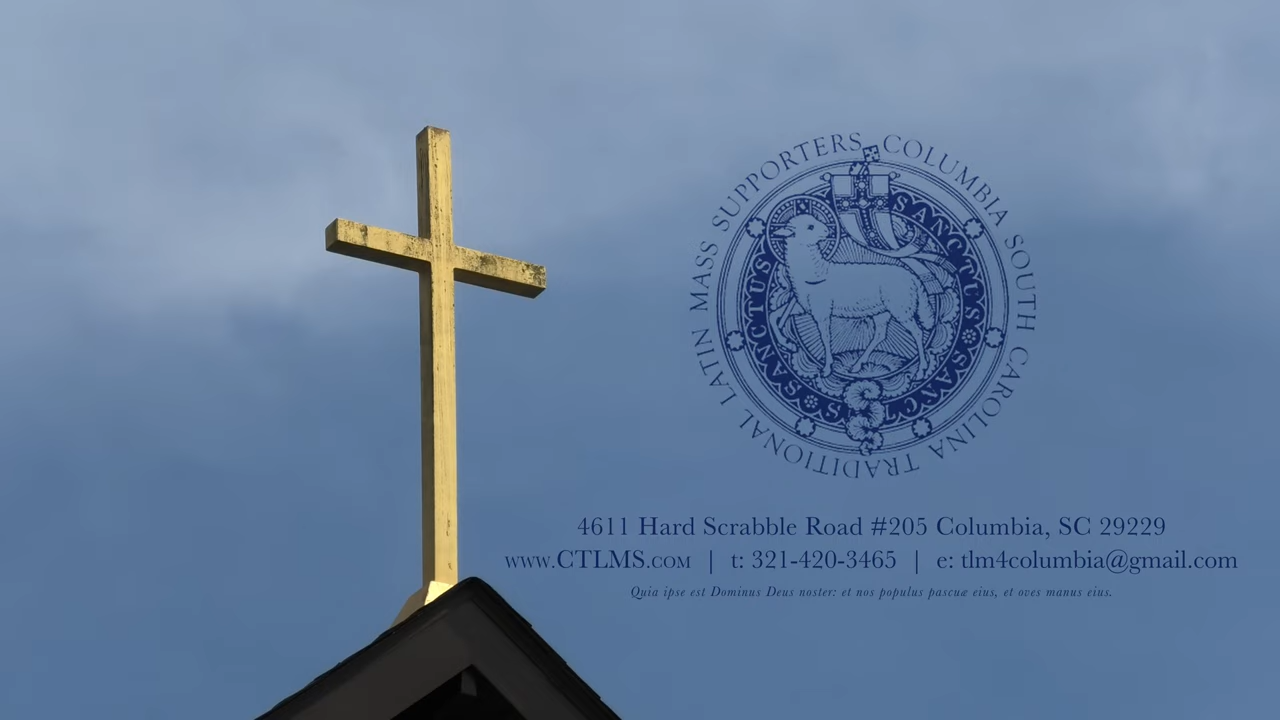 COLUMBIA SOUTH CAROLINA TRADITIONAL LATIN MASS SUPPORTERS
SANCTUS SANCTUS SANC
4611 Hard Scrabble Road #205 Columbia, SC 29229
www.CTLMS.com | t: 321-420-3465 | e: tlm4columbia@gmail.com
Quia ipse est Dominus Deus noster: et nos populus pascuæ eius, et oves manus eius.